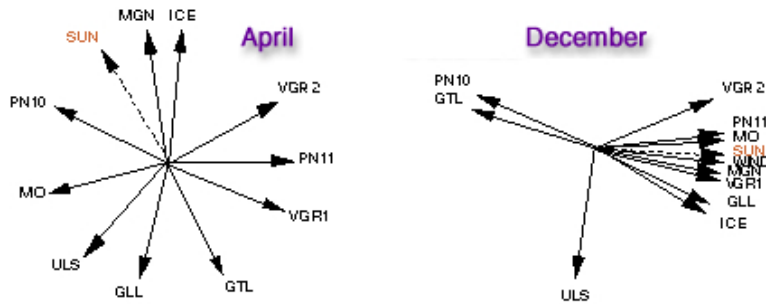 April
MGN ICE
SUN
VGR 2
PN10
PN11
MO
VGR1
ULS
GLL
GTL
December
PN10
GTL
VGR 2
PN11
MO
SUN
WIND
MGN
VGR1
GLL
ICE
ULS